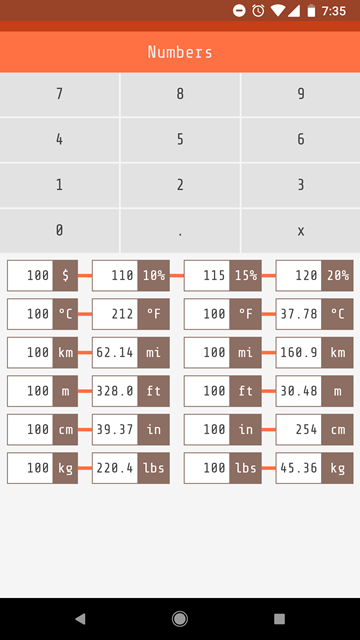 7:35
Numbers
7 8 9
4 5 6
1 2 3
0 . x
100 $ 110 10% 115 15% 120 20%
100 °C 212 °F 100 °F 37.78 °C
100 km 62.14 mi 100 mi 160.9 km
100 m 328.0 ft 100 ft 30.48 m
100 cm 39.37 in 100 in 254 cm
100 kg 220.4 lbs 100 lbs 45.36 kg